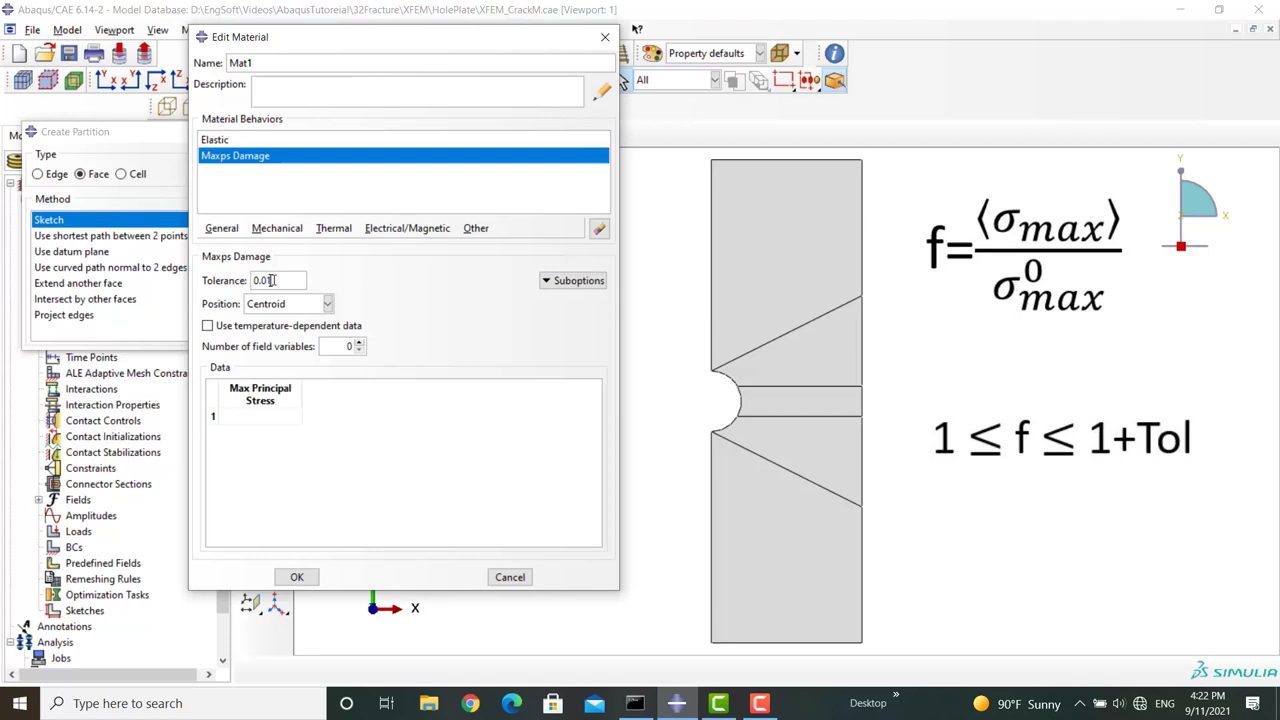 Abaqus/CAE 6.14-2 - Model Database: D:\EngSoft\Videos\AbaqusTutoreial\32Fracture\XFEM\HolePlate\XFEM_CrackM.cae [Viewport: 1]
File Model Viewport View
Property defaults
All
Create Partition
Type
Edge Face Cell
Method
Sketch
Use shortest path between 2 points
Use datum plane
Use curved path normal to 2 edges
Extend another face
Intersect by other faces
Project edges
Time Points
ALE Adaptive Mesh Constra
Interactions
Interaction Properties
Contact Controls
Contact Initializations
Contact Stabilizations
Constraints
Connector Sections
Fields
Amplitudes
Loads
BCs
Predefined Fields
Remeshing Rules
Optimization Tasks
Sketches
Annotations
Analysis
Jobs
Edit Material
Name: Mat1
Description:
Material Behaviors
Elastic
Maxps Damage
General Mechanical Thermal Electrical/Magnetic Other
Maxps Damage
Tolerance: 0.01
Suboptions
Position: Centroid
Use temperature-dependent data
Number of field variables: 0
Data
Max Principal
Stress
1
OK Cancel
X
Y
X
f=⟨σmax⟩/σ⁰max
1 ≤ f ≤ 1+Tol
SIMULIA
Type here to search
Desktop
90°F Sunny
ENG
4:22 PM
9/11/2021